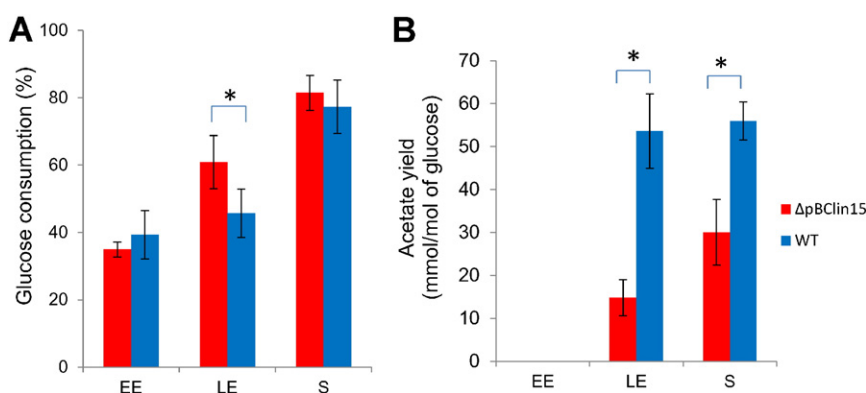 A
Glucose consumption (%)
100
80
60
40
20
0
*
EE
LE
S
B
Acetate yield
(mmol/mol of glucose)
70
60
50
40
30
20
10
0
*
*
EE
LE
S
ΔpBClin15
WT